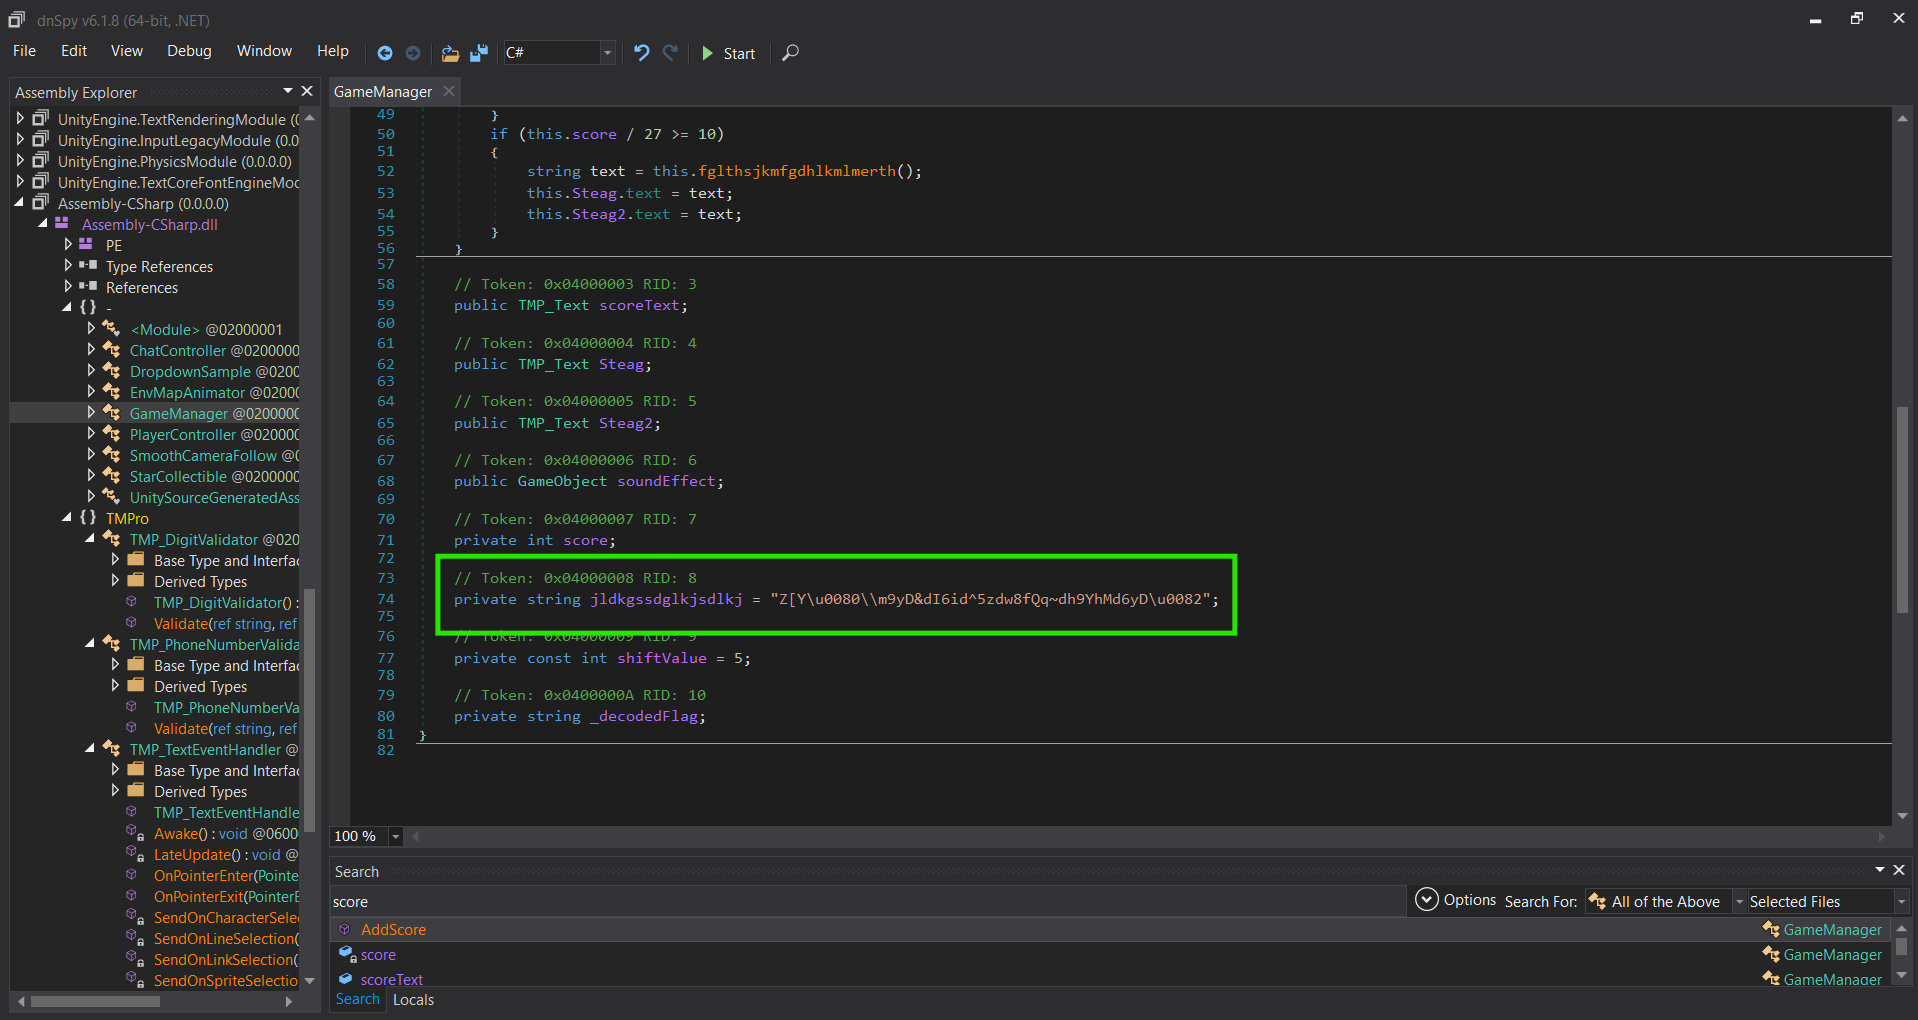 dnSpy v6.1.8 (64-bit, .NET)
File Edit View Debug Window Help C# Start
Assembly Explorer
UnityEngine.TextRenderingModule (0
UnityEngine.InputLegacyModule (0.0
UnityEngine.PhysicsModule (0.0.0.0)
UnityEngine.TextCoreFontEngineMod
Assembly-CSharp (0.0.0.0)
Assembly-CSharp.dll
PE
Type References
References
{ } -
<Module> @02000001
ChatController @0200000
DropdownSample @0200
EnvMapAnimator @0200
GameManager @0200000
PlayerController @020000
SmoothCameraFollow @0
StarCollectible @0200000
UnitySourceGeneratedAss
{ } TMPro
TMP_DigitValidator @020
Base Type and Interfac
Derived Types
TMP_DigitValidator() :
Validate(ref string, ref
TMP_PhoneNumberValida
Base Type and Interfac
Derived Types
TMP_PhoneNumberVa
Validate(ref string, ref
TMP_TextEventHandler @
Base Type and Interfac
Derived Types
TMP_TextEventHandle
Awake() : void @0600
LateUpdate() : void @
OnPointerEnter(Pointe
OnPointerExit(PointerE
SendOnCharacterSele
SendOnLineSelection(
SendOnLinkSelection(
SendOnSpriteSelectio
GameManager
49 }
50 if (this.score / 27 >= 10)
51 {
52 string text = this.fglthsjkmfgdhlkmlmerth();
53 this.Steag.text = text;
54 this.Steag2.text = text;
55 }
56 }
57
58 // Token: 0x04000003 RID: 3
59 public TMP_Text scoreText;
60
61 // Token: 0x04000004 RID: 4
62 public TMP_Text Steag;
63
64 // Token: 0x04000005 RID: 5
65 public TMP_Text Steag2;
66
67 // Token: 0x04000006 RID: 6
68 public GameObject soundEffect;
69
70 // Token: 0x04000007 RID: 7
71 private int score;
72
73 // Token: 0x04000008 RID: 8
74 private string jldkgssdglkjsdlkj = "Z[Y\u0080\\m9yD&dI6id^5zdw8fQq~dh9YhMd6yD\u0082";
75
76 // Token: 0x04000009 RID: 9
77 private const int shiftValue = 5;
78
79 // Token: 0x0400000A RID: 10
80 private string _decodedFlag;
81 }
82
100 %
Search
score
Options Search For: All of the Above Selected Files
AddScore GameManager
score GameManager
scoreText GameManager
Search Locals